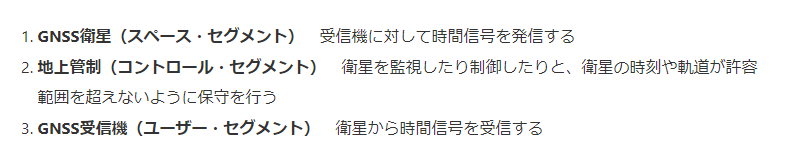 1. GNSS衛星（スペース・セグメント）　受信機に対して時間信号を発信する
2. 地上管制（コントロール・セグメント）　衛星を監視したり制御したりと、衛星の時刻や軌道が許容
範囲を超えないように保守を行う
3. GNSS受信機（ユーザー・セグメント）　衛星から時間信号を受信する